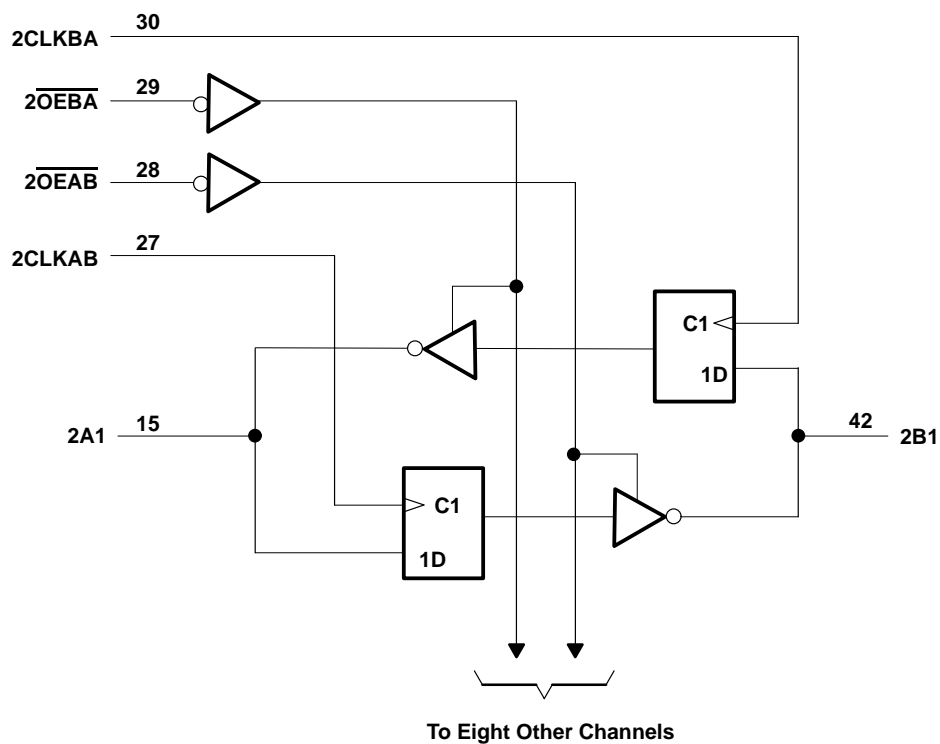 30
2CLKBA
29
2OEBA
28
2OEAB
27
2CLKAB
C1
1D
15
2A1
42
2B1
C1
1D
To Eight Other Channels